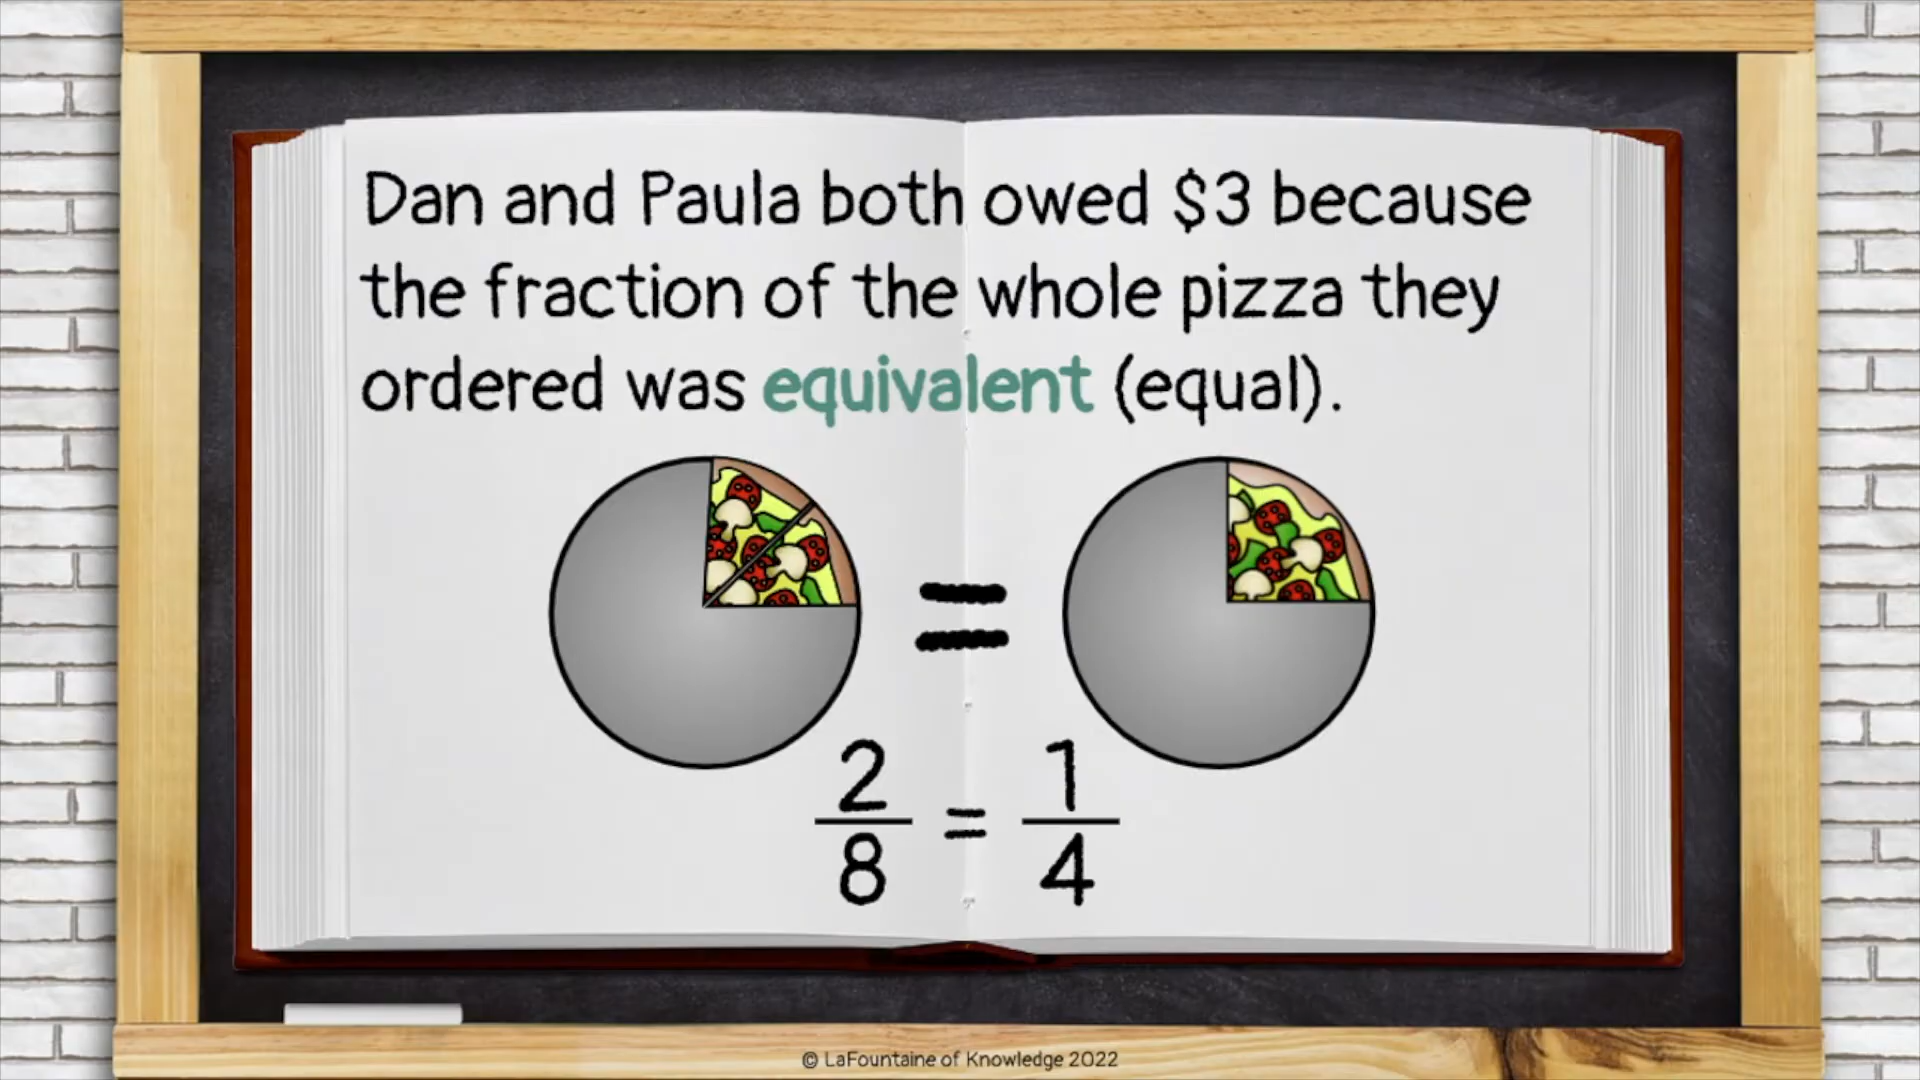 Dan and Paula both owed $3 because
the fraction of the whole pizza they
ordered was equivalent (equal).
=
2/8 = 1/4
© LaFountaine of Knowledge 2022